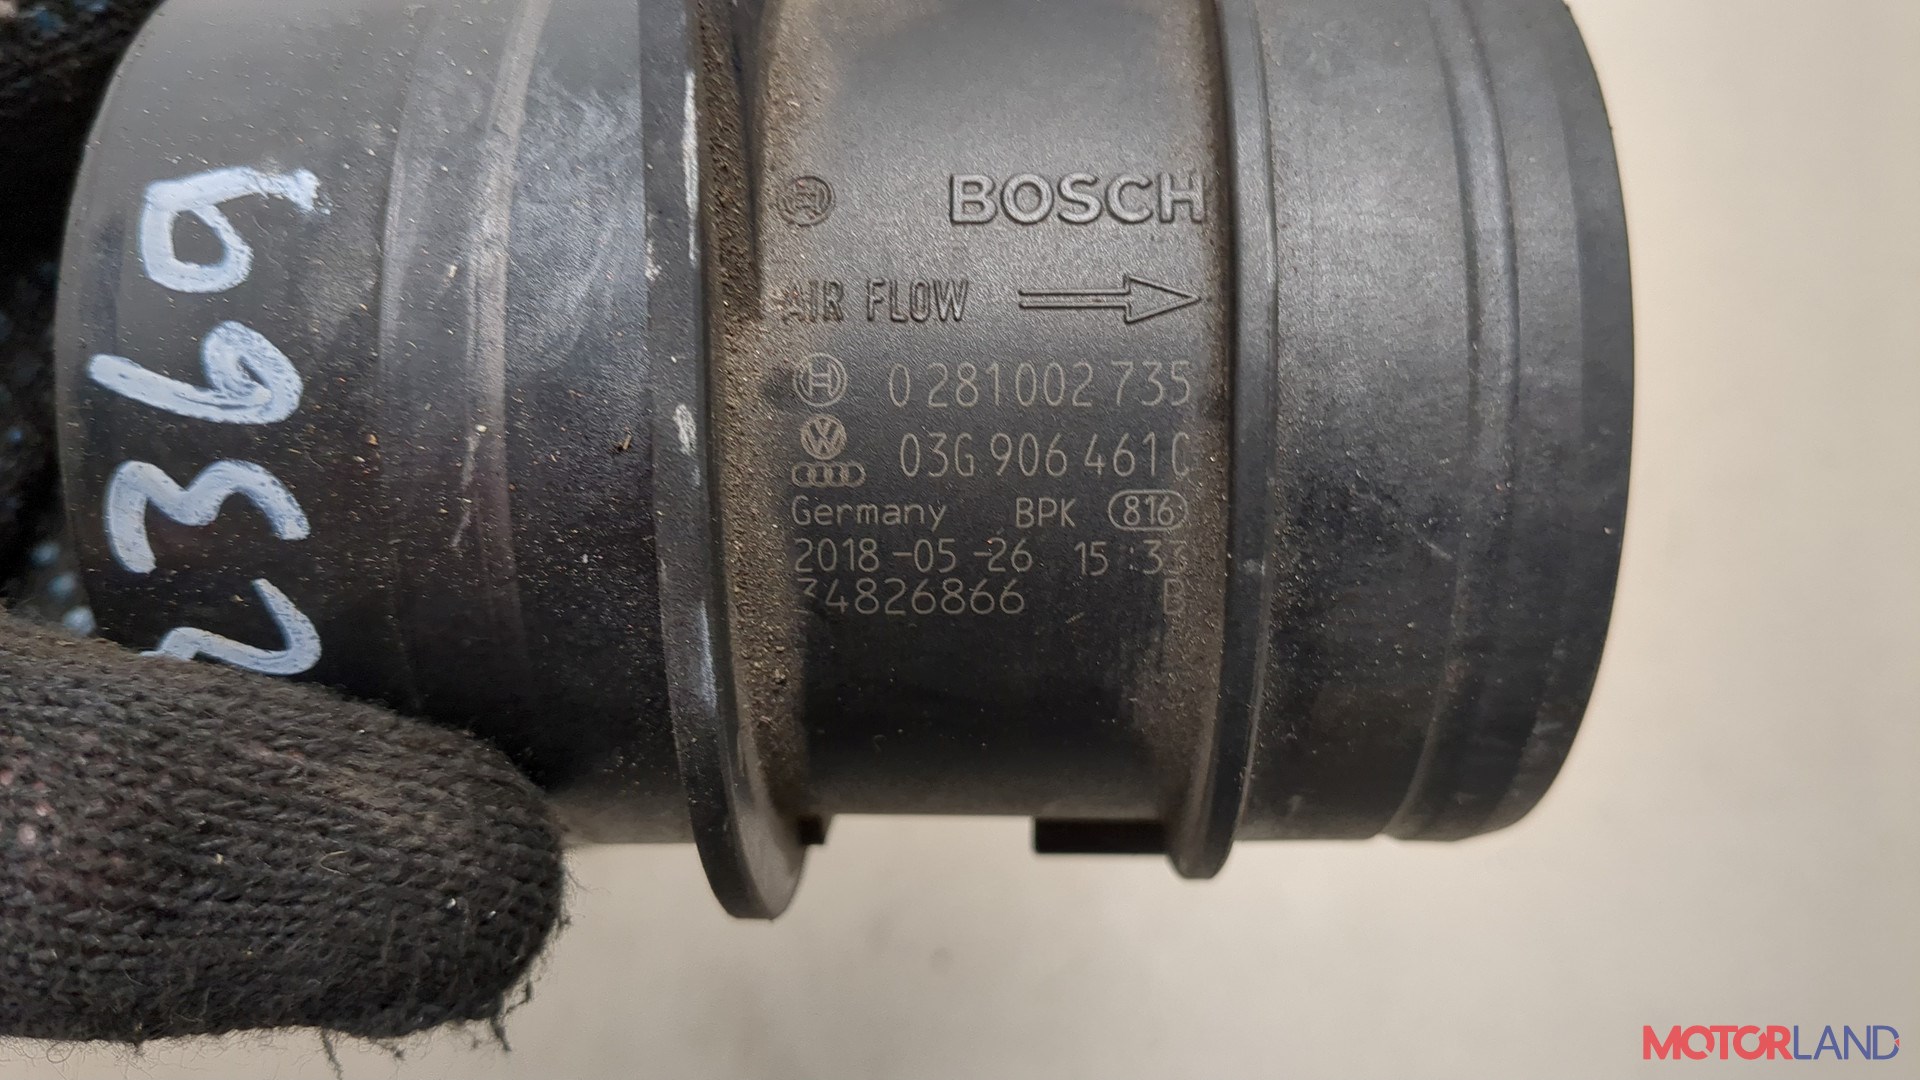 BOSCH
AIR FLOW
0 281 002 735
03G 906 461 C
Germany BPK 816
2018-05-26 15:33
34826866 B
2369
MOTORLAND